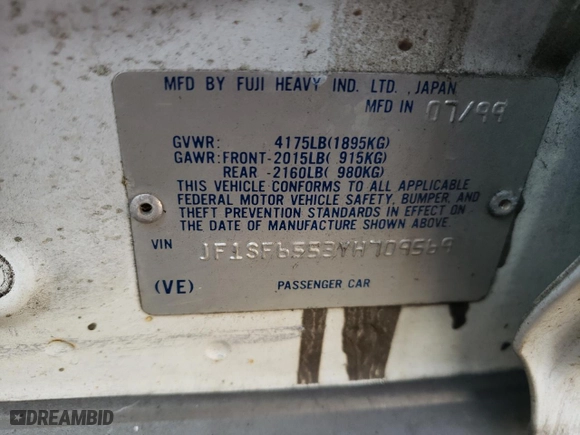 MFD BY FUJI HEAVY IND. LTD., JAPAN
MFD IN 07/99
GVWR: 4175LB(1895KG)
GAWR: FRONT-2015LB( 915KG)
REAR -2160LB( 980KG)
THIS VEHICLE CONFORMS TO ALL APPLICABLE
FEDERAL MOTOR VEHICLE SAFETY, BUMPER, AND
THEFT PREVENTION STANDARDS IN EFFECT ON
THE DATE OF MANUFACTURE SHOWN ABOVE.
VIN JF1SF6553YH709569
(VE) PASSENGER CAR
DREAMBID